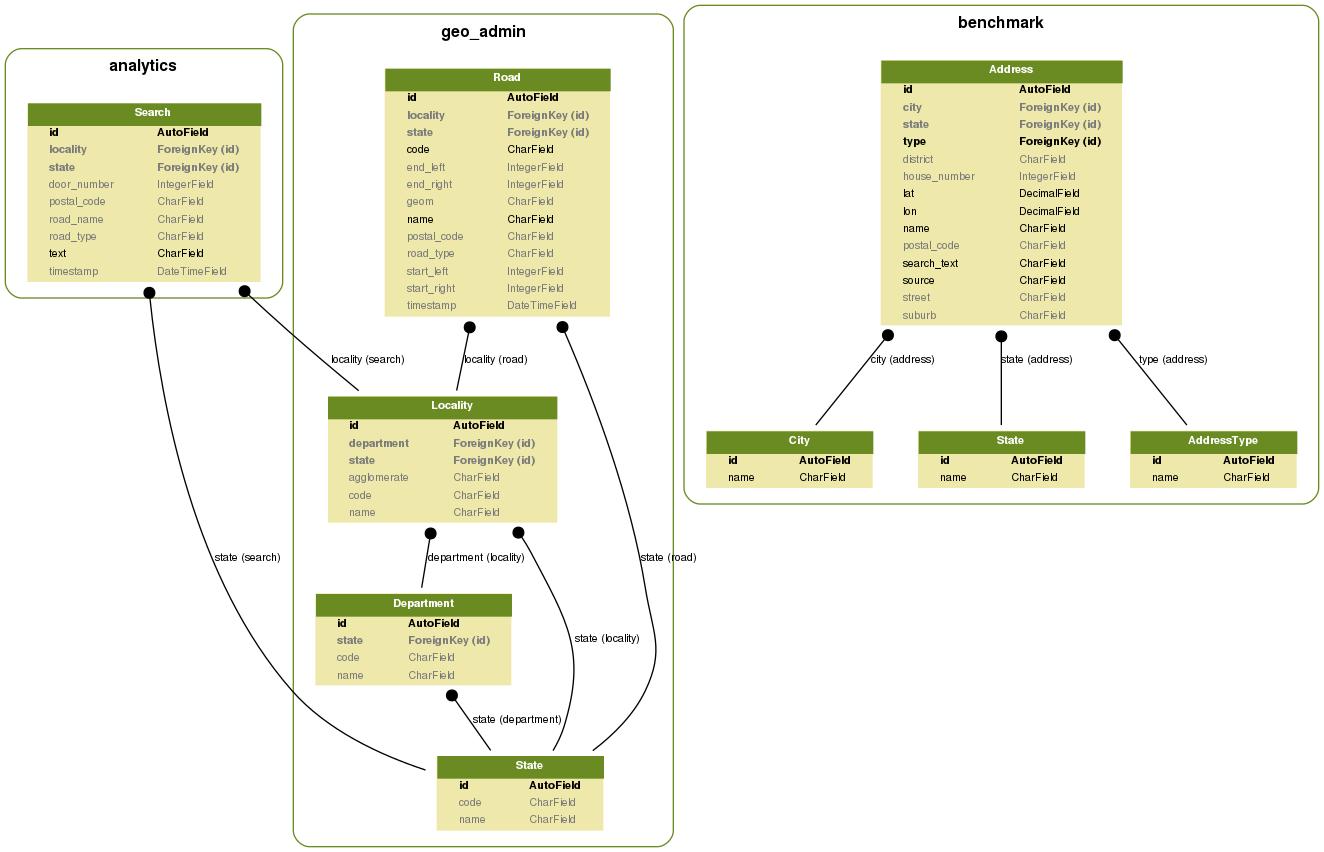 analytics
Search
id AutoField
locality ForeignKey (id)
state ForeignKey (id)
door_number IntegerField
postal_code CharField
road_name CharField
road_type CharField
text CharField
timestamp DateTimeField
geo_admin
Road
id AutoField
locality ForeignKey (id)
state ForeignKey (id)
code CharField
end_left IntegerField
end_right IntegerField
geom CharField
name CharField
postal_code CharField
road_type CharField
start_left IntegerField
start_right IntegerField
timestamp DateTimeField
locality (search)
locality (road)
Locality
id AutoField
department ForeignKey (id)
state ForeignKey (id)
agglomerate CharField
code CharField
name CharField
state (search)
department (locality)
state (road)
Department
id AutoField
state ForeignKey (id)
code CharField
name CharField
state (locality)
state (department)
State
id AutoField
code CharField
name CharField
benchmark
Address
id AutoField
city ForeignKey (id)
state ForeignKey (id)
type ForeignKey (id)
district CharField
house_number IntegerField
lat DecimalField
lon DecimalField
name CharField
postal_code CharField
search_text CharField
source CharField
street CharField
suburb CharField
city (address)
state (address)
type (address)
City
id AutoField
name CharField
State
id AutoField
name CharField
AddressType
id AutoField
name CharField